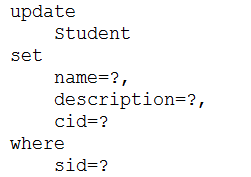 update
    Student
set
    name=?,
    description=?,
    cid=?
where
    sid=?